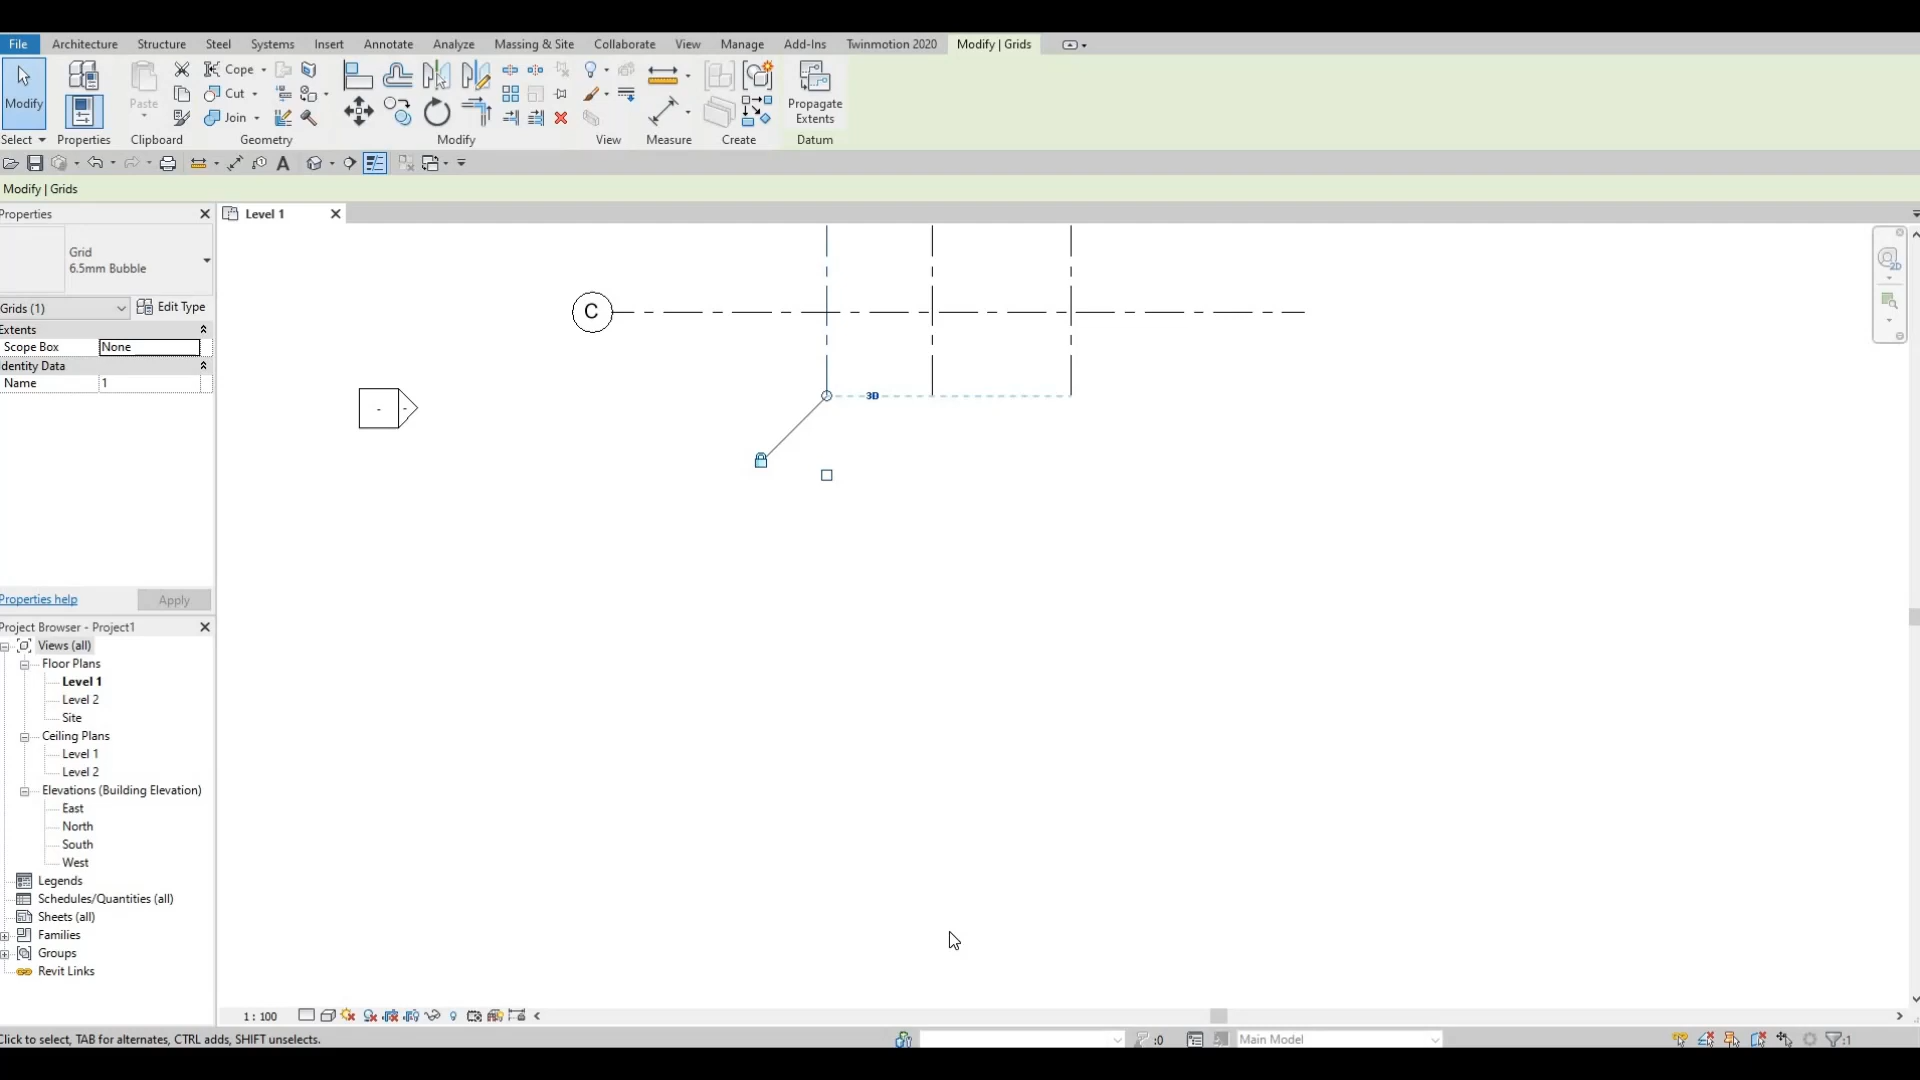 File Architecture Structure Steel Systems Insert Annotate Analyze Massing & Site Collaborate View Manage Add-Ins Twinmotion 2020 Modify | Grids
Modify
Paste
Cope
Cut
Join
Propagate
Extents
Select Properties Clipboard Geometry Modify View Measure Create Datum
A
Modify | Grids
Properties
Level 1
2D
Grid
6.5mm Bubble
Grids (1)
Edit Type
Extents
Scope Box None
Identity Data
Name 1
C
3D
- -
Properties help
Apply
Project Browser - Project1
Views (all)
Floor Plans
Level 1
Level 2
Site
Ceiling Plans
Level 1
Level 2
Elevations (Building Elevation)
East
North
South
West
Legends
Schedules/Quantities (all)
Sheets (all)
Families
Groups
Revit Links
1 : 100
Click to select, TAB for alternates, CTRL adds, SHIFT unselects.
:0
Main Model
:1